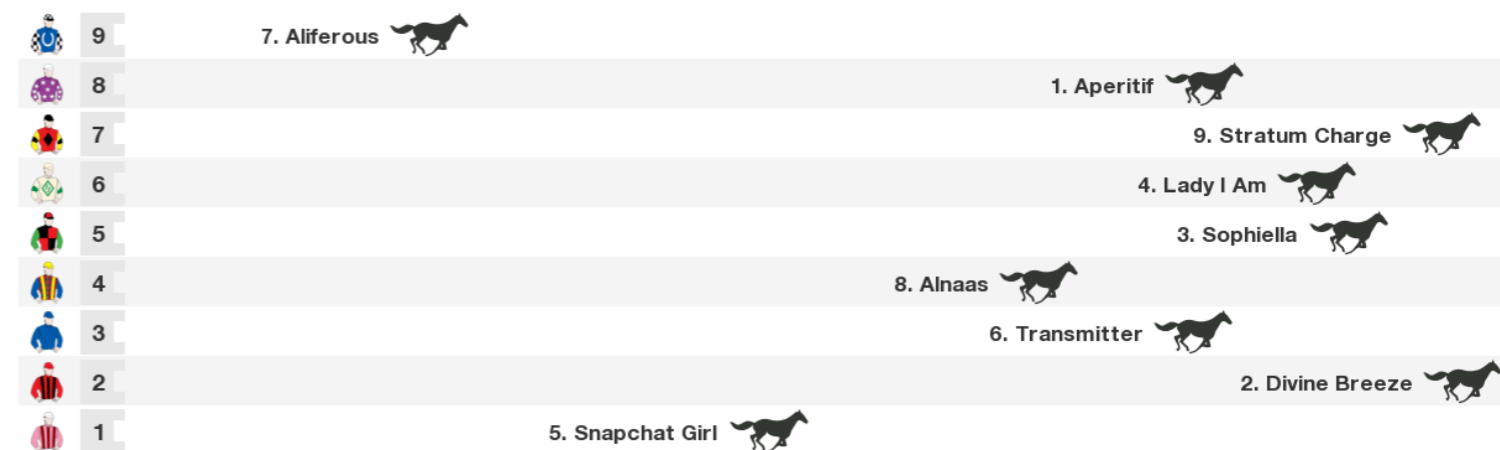 9 7. Aliferous
8 1. Aperitif
7 9. Stratum Charge
6 4. Lady I Am
5 3. Sophiella
4 8. Alnaas
3 6. Transmitter
2 2. Divine Breeze
1 5. Snapchat Girl